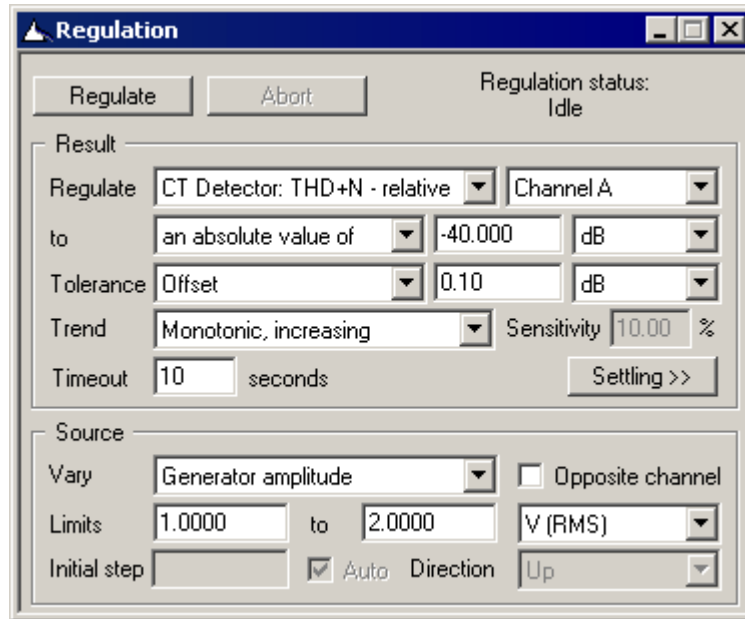 Regulation
Regulate Abort Regulation status:
Idle
Result
Regulate CT Detector: THD+N - relative Channel A
to an absolute value of -40.000 dB
Tolerance Offset 0.10 dB
Trend Monotonic, increasing Sensitivity 10.00 %
Timeout 10 seconds Settling >>
Source
Vary Generator amplitude Opposite channel
Limits 1.0000 to 2.0000 V (RMS)
Initial step Auto Direction Up